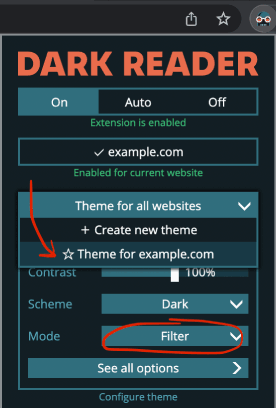 DARK READER
On Auto Off
Extension is enabled
example.com
Enabled for current website
Theme for all websites
+ Create new theme
Theme for example.com
Contrast 100%
Scheme Dark
Mode Filter
See all options
Configure theme